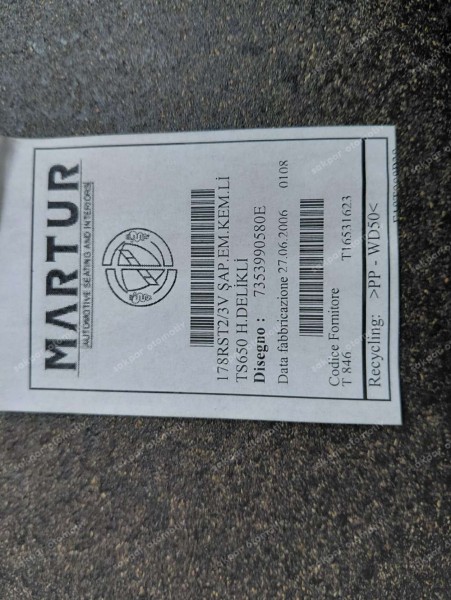 MARTUR
AUTOMOTIVE SEATING AND INTERIORS
178RST2/3V ŞAP.EM.KEM.Lİ
TS650 H.DELİKLİ
Disegno : 7353990580E
Data fabbricazione 27.06.2006 0108
Codice Fornitore T16531623
T 846
Recycling: >PP - WD50<